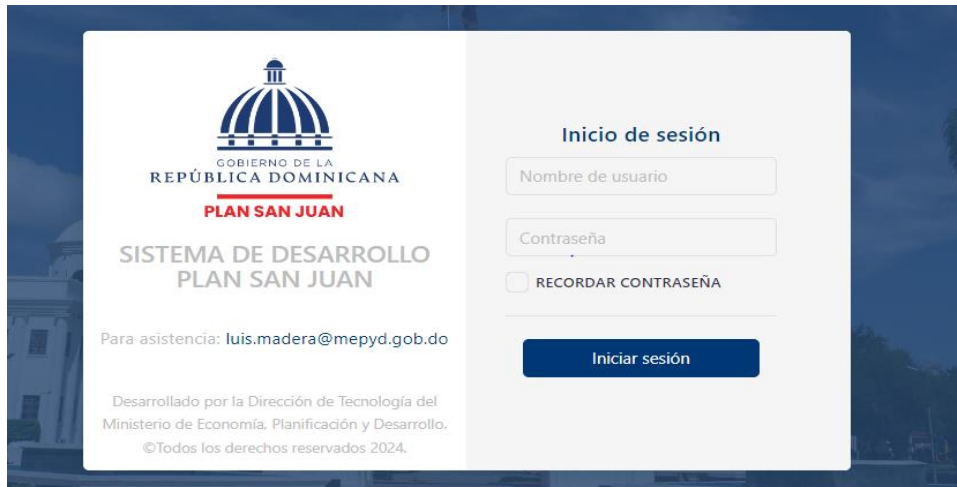 GOBIERNO DE LA
REPÚBLICA DOMINICANA
PLAN SAN JUAN
SISTEMA DE DESARROLLO
PLAN SAN JUAN
Para asistencia: luis.madera@mepyd.gob.do
Desarrollado por la Dirección de Tecnología del
Ministerio de Economía, Planificación y Desarrollo.
©Todos los derechos reservados 2024.
Inicio de sesión
Nombre de usuario
Contraseña
RECORDAR CONTRASEÑA
Iniciar sesión